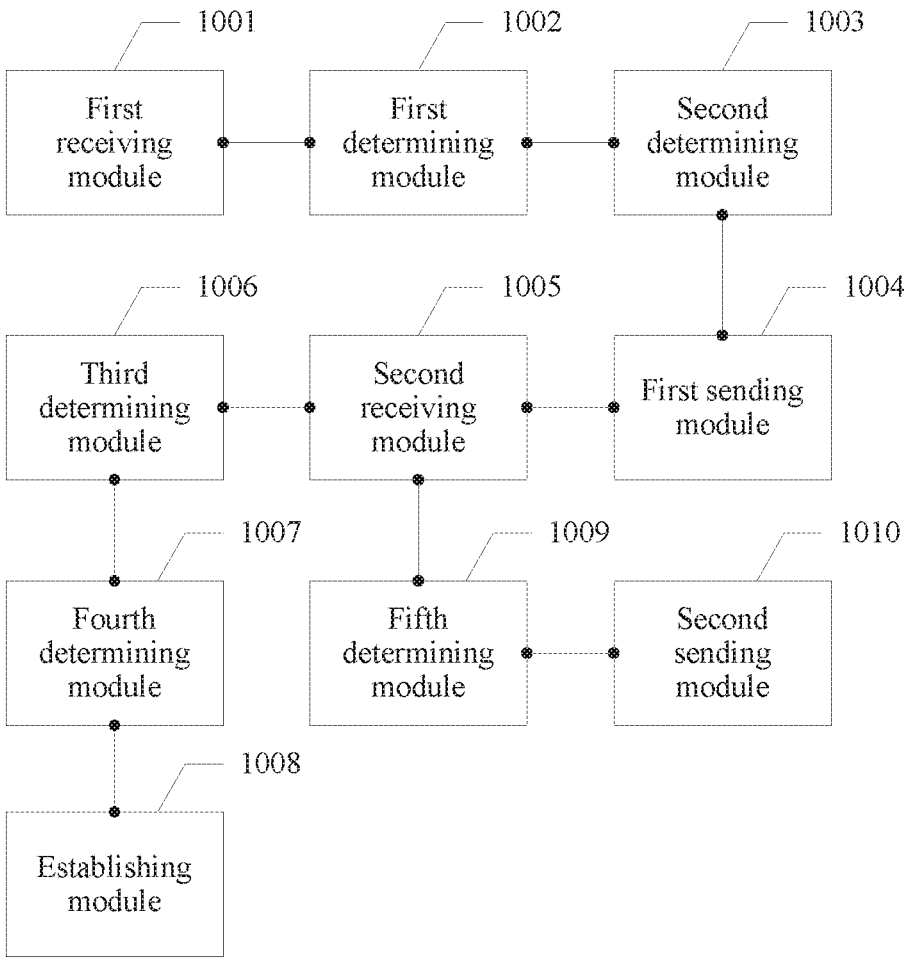 1001
1002
1003
First
receiving
module
First
determining
module
Second
determining
module
1006
1005
1004
Third
determining
module
Second
receiving
module
First sending
module
1007
1009
1010
Fourth
determining
module
Fifth
determining
module
Second
sending
module
1008
Establishing
module